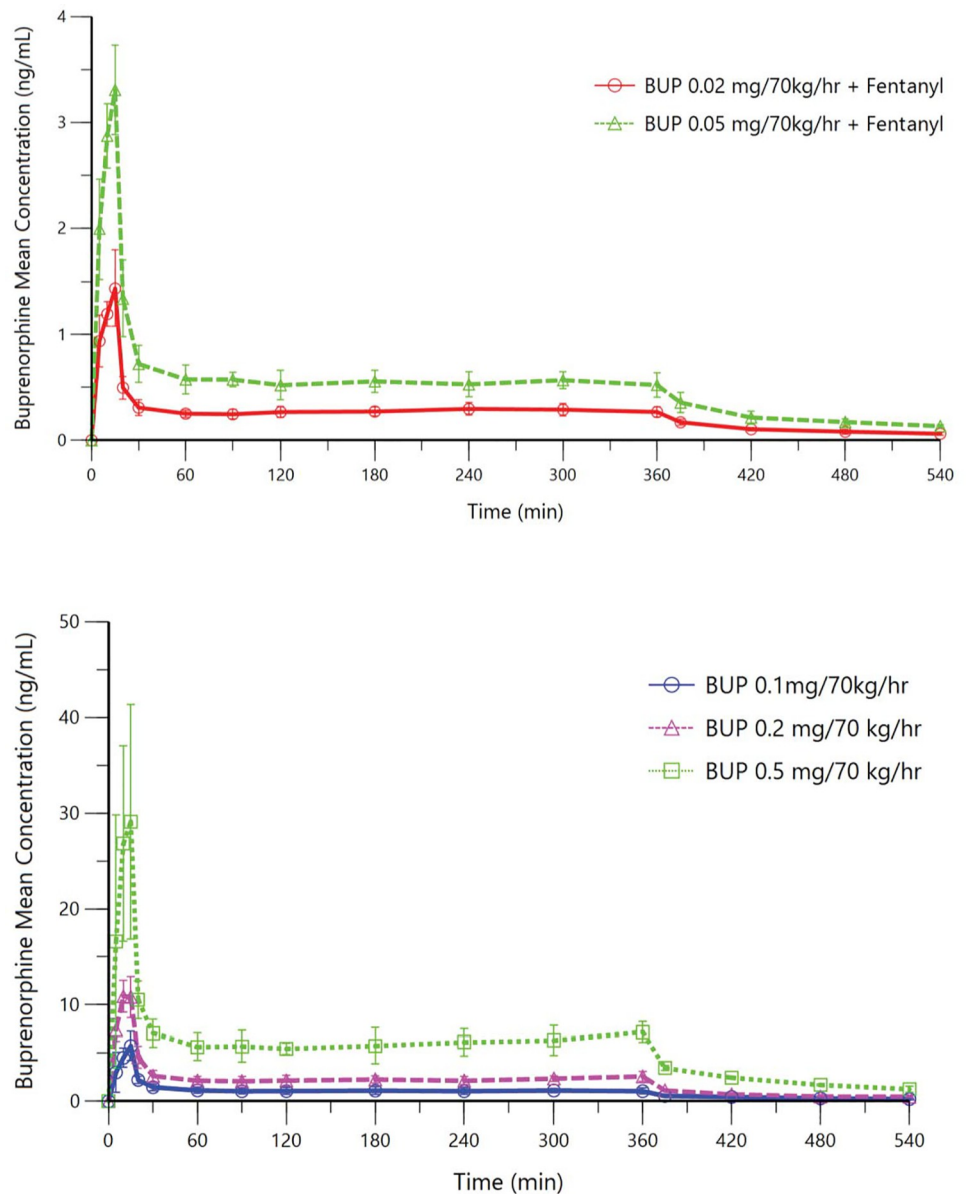 Buprenorphine Mean Concentration (ng/mL)
4
3
2
1
0
BUP 0.02 mg/70kg/hr + Fentanyl
BUP 0.05 mg/70kg/hr + Fentanyl
0 60 120 180 240 300 360 420 480 540
Time (min)
Buprenorphine Mean Concentration (ng/mL)
50
40
30
20
10
0
BUP 0.1mg/70kg/hr
BUP 0.2 mg/70 kg/hr
BUP 0.5 mg/70 kg/hr
0 60 120 180 240 300 360 420 480 540
Time (min)